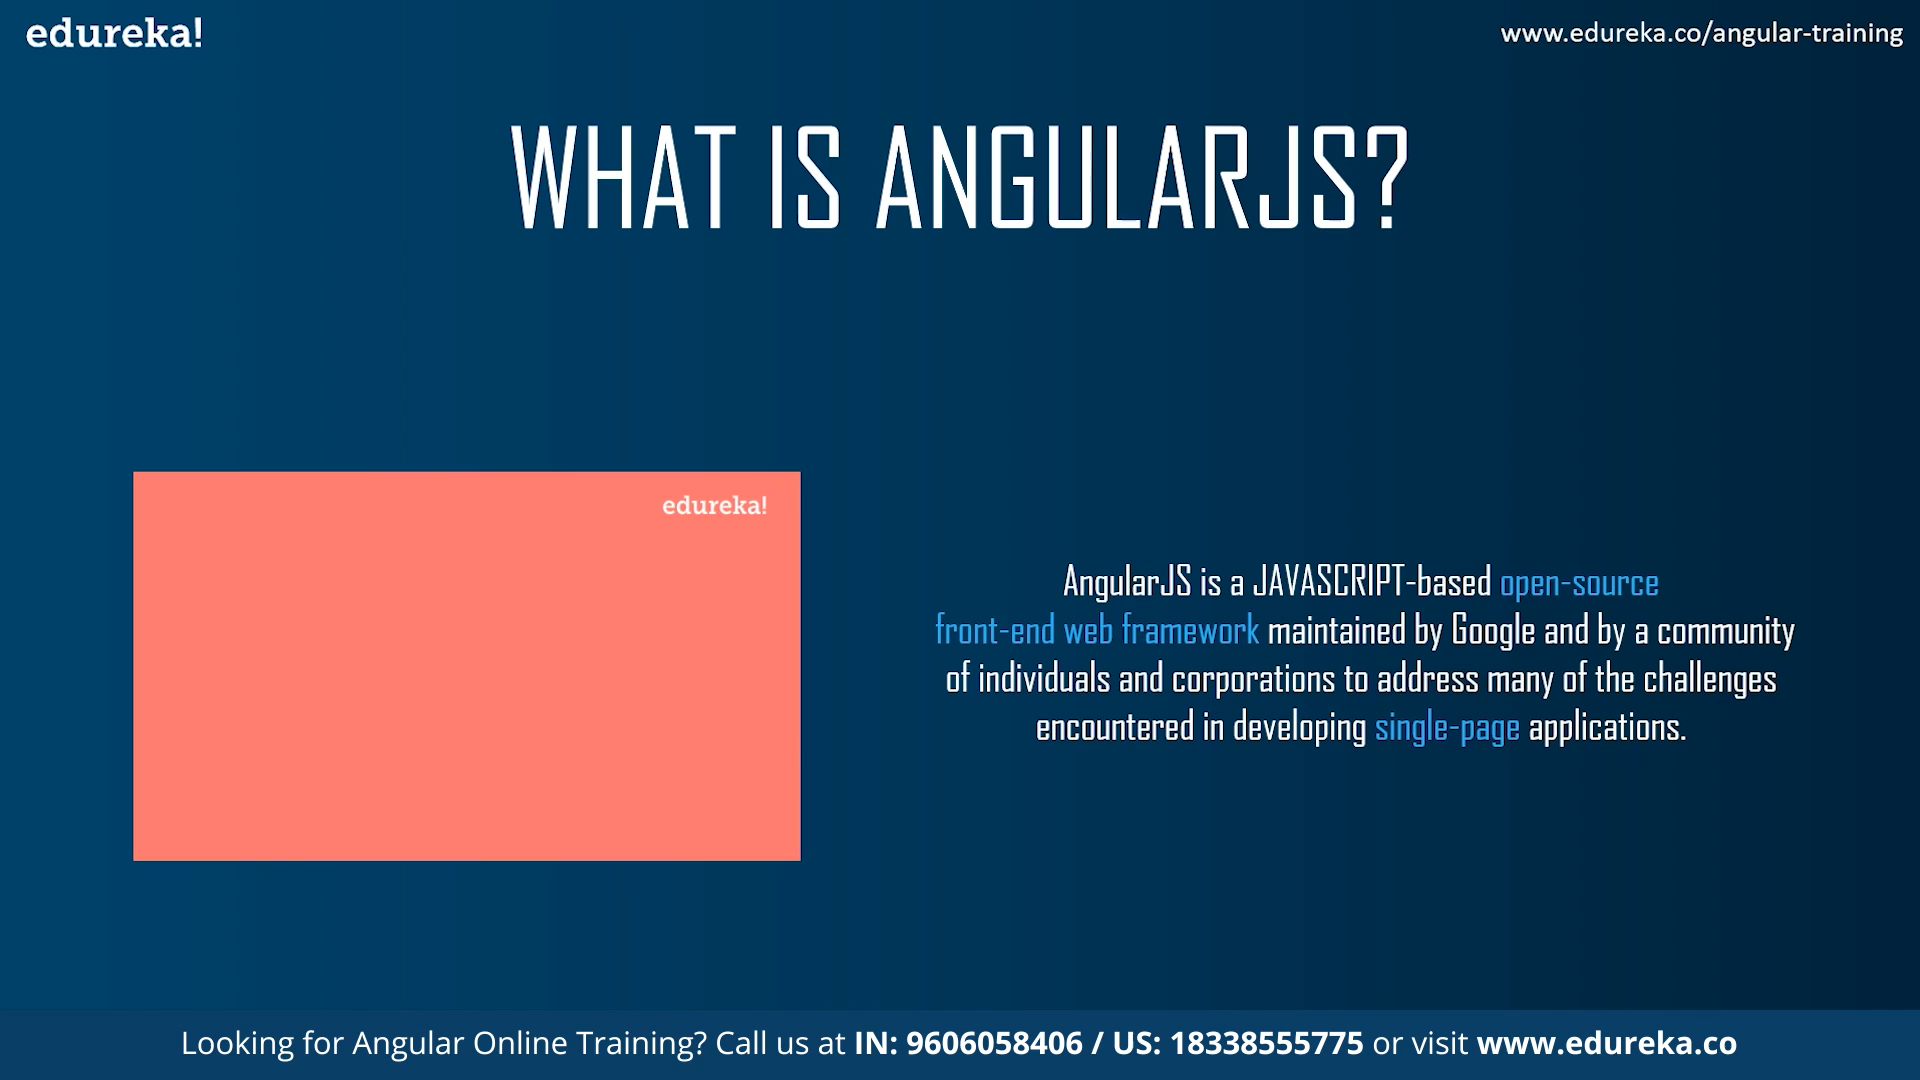 edureka!
www.edureka.co/angular-training
WHAT IS ANGULARJS?
edureka!
AngularJS is a JAVASCRIPT-based open-source
front-end web framework maintained by Google and by a community
of individuals and corporations to address many of the challenges
encountered in developing single-page applications.
Looking for Angular Online Training? Call us at IN: 9606058406 / US: 18338555775 or visit www.edureka.co